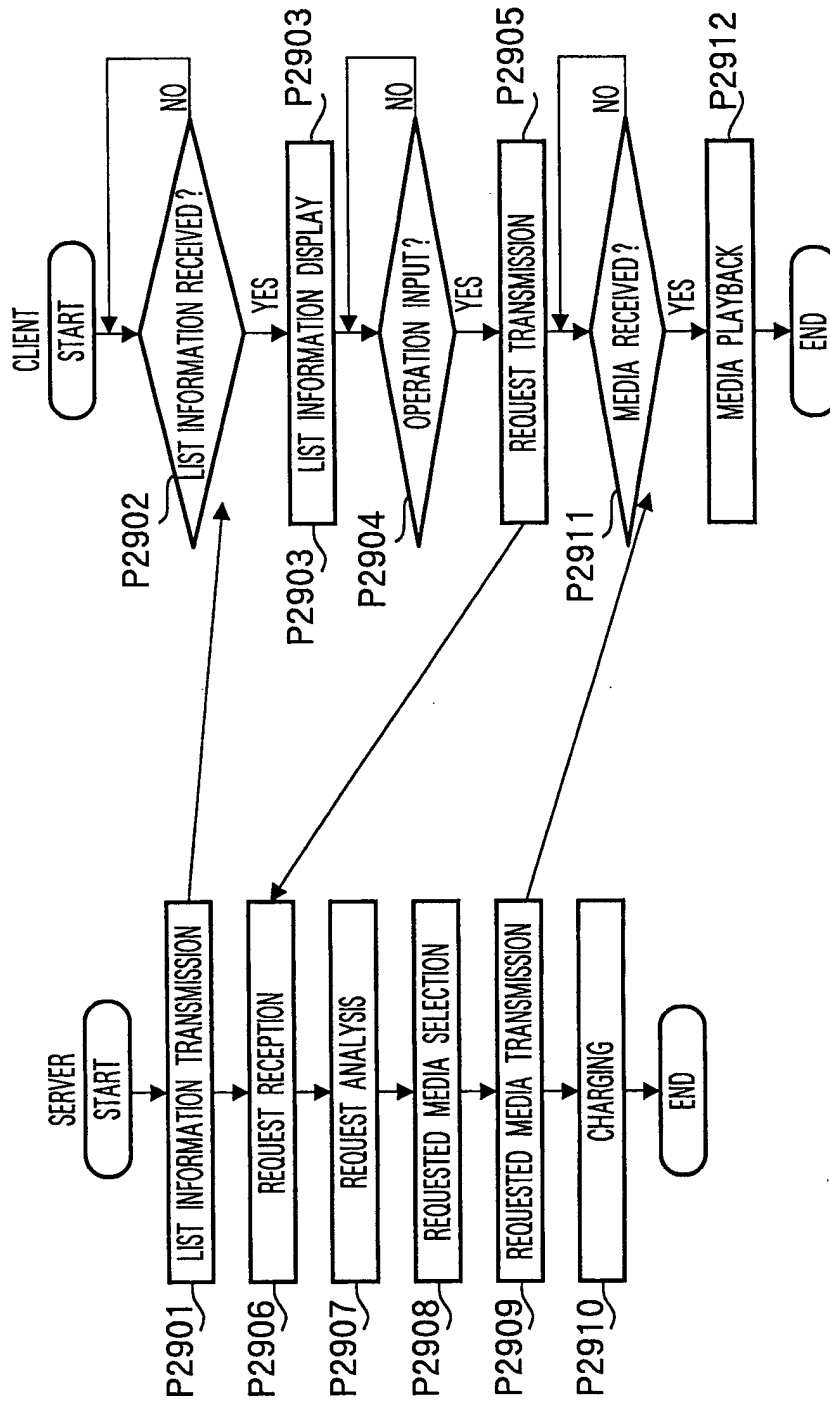 SERVER
START
P2901
LIST INFORMATION TRANSMISSION
P2906
REQUEST RECEPTION
P2907
REQUEST ANALYSIS
P2908
REQUESTED MEDIA SELECTION
P2909
REQUESTED MEDIA TRANSMISSION
P2910
CHARGING
END
CLIENT
START
P2902
LIST INFORMATION RECEIVED?
NO
YES
P2903
LIST INFORMATION DISPLAY
P2903
P2904
OPERATION INPUT?
NO
YES
REQUEST TRANSMISSION
P2905
P2911
MEDIA RECEIVED?
NO
YES
MEDIA PLAYBACK
P2912
END